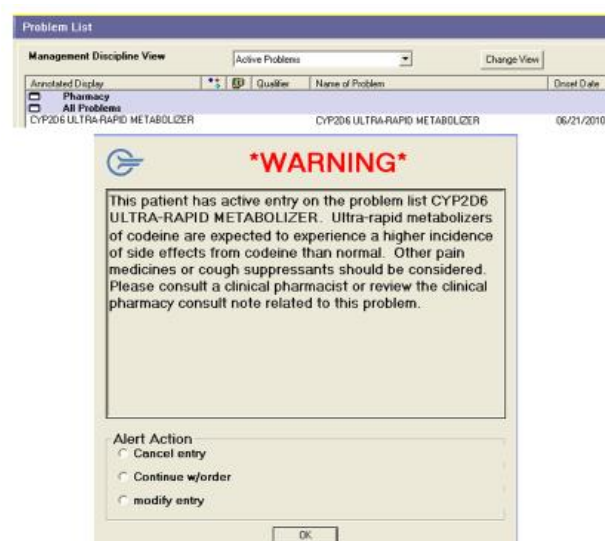 Problem List
Management Discipline View Active Problems Change View
Annotated Display Qualifier Name of Problem Onset Date
Pharmacy
All Problems
CYP2D6 ULTRA-RAPID METABOLIZER CYP2D6 ULTRA-RAPID METABOLIZER 06/21/2010
*WARNING*
This patient has active entry on the problem list CYP2D6
ULTRA-RAPID METABOLIZER. Ultra-rapid metabolizers
of codeine are expected to experience a higher incidence
of side effects from codeine than normal. Other pain
medicines or cough suppressants should be considered.
Please consult a clinical pharmacist or review the clinical
pharmacy consult note related to this problem.
Alert Action
Cancel entry
Continue w/order
modify entry
OK